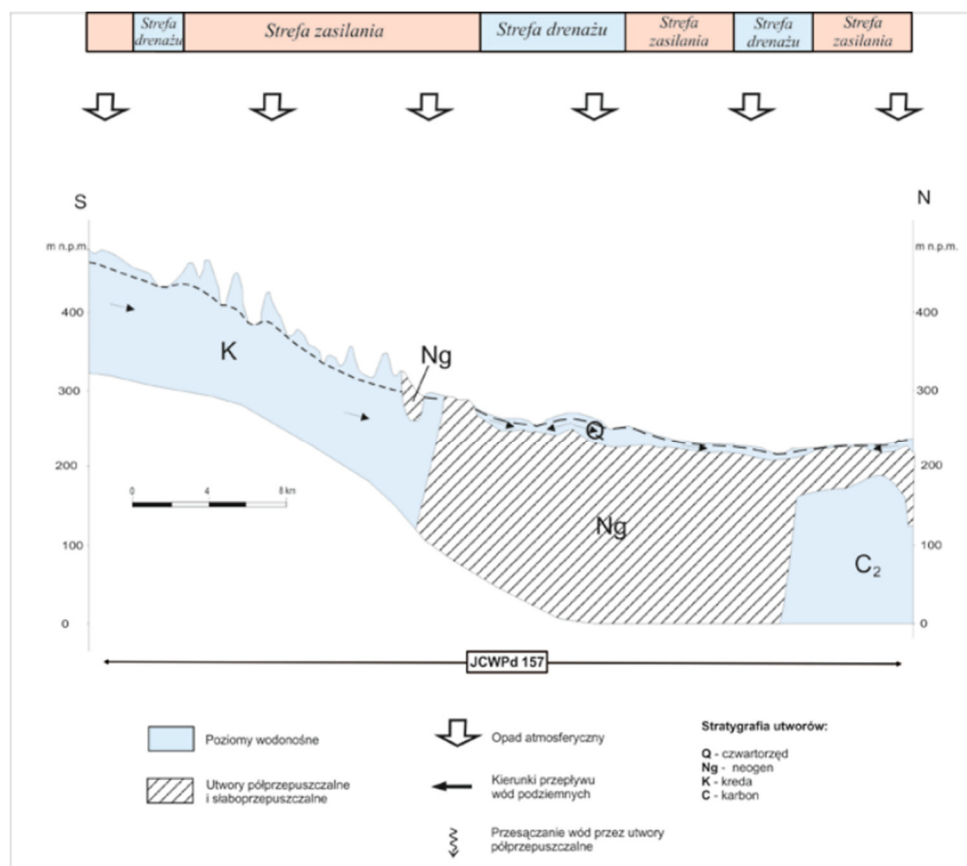 Strefa
drenażu
Strefa zasilania
Strefa drenażu
Strefa
zasilania
Strefa
drenażu
Strefa
zasilania
S
N
m n.p.m.
m n.p.m.
400
400
K
Ng
300
300
Q
200
200
0 4 8 km
Ng
100
100
C₂
0
0
JCWPd 157
Poziomy wodonośne
Utwory półprzepuszczalne
i słaboprzepuszczalne
Opad atmosferyczny
Kierunki przepływu
wód podziemnych
Przesączanie wód przez utwory
półprzepuszczalne
Stratygrafia utworów:
Q - czwartorzęd
Ng - neogen
K - kreda
C - karbon